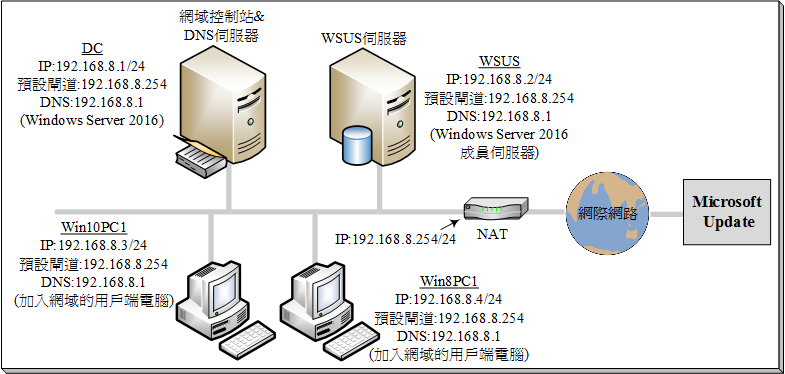 網域控制站&
DNS伺服器
DC
IP:192.168.8.1/24
預設閘道:192.168.8.254
DNS:192.168.8.1
(Windows Server 2016)
WSUS伺服器
WSUS
IP:192.168.8.2/24
預設閘道:192.168.8.254
DNS:192.168.8.1
(Windows Server 2016
成員伺服器)
Win10PC1
IP:192.168.8.3/24
預設閘道:192.168.8.254
DNS:192.168.8.1
(加入網域的用戶端電腦)
Win8PC1
IP:192.168.8.4/24
預設閘道:192.168.8.254
DNS:192.168.8.1
(加入網域的用戶端電腦)
IP:192.168.8.254/24
NAT
網際網路
Microsoft
Update